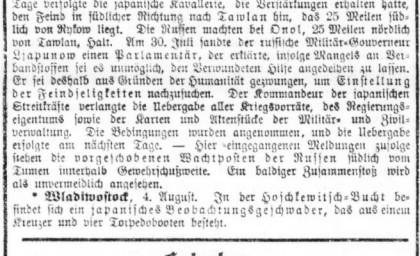 Tage verfolgte die japanische Kavallerie, die Verstärkungen erhalten hatte,
den Feind in südlicher Richtung nach Tawlan hin, das 25 Meilen süd-
lich von Rykow liegt. Die Russen machten bei Onol, 25 Meilen nördlich
von Tawlan, Halt. Am 30. Juli sandte der russische Militär-Gouverneur
Ljapunow einen Parlamentär, der erklärte, infolge Mangels an Ver-
bandstoffen sei es unmöglich, den Verwundeten Hilfe angedeihen zu lassen.
Er sei deshalb aus Gründen der Humanität gezwungen, um Einstellung
der Feindseligkeiten nachzusuchen. Der Kommandeur der japanischen
Streitkräfte verlangte die Uebergabe aller Kriegsvorräte, des Regierungs-
eigentums sowie der Karten und Aktenstücke der Militär- und Zivil-
verwaltung. Die Bedingungen wurden angenommen, und die Uebergabe
erfolgte am nächsten Tage. — Hier eingegangenen Meldungen zufolge
stehen die vorgeschobenen Wachtposten der Russen südlich vom
Tumen innerhalb Gewehrschußweite. Ein baldiger Zusammenstoß wird
als unvermeidlich angesehen.
* Wladiwostock, 4. August. In der Hoschkewitsch-Bucht be-
findet sich ein japanisches Beobachtungsgeschwader, das aus einem
Kreuzer und vier Torpedobooten besteht.